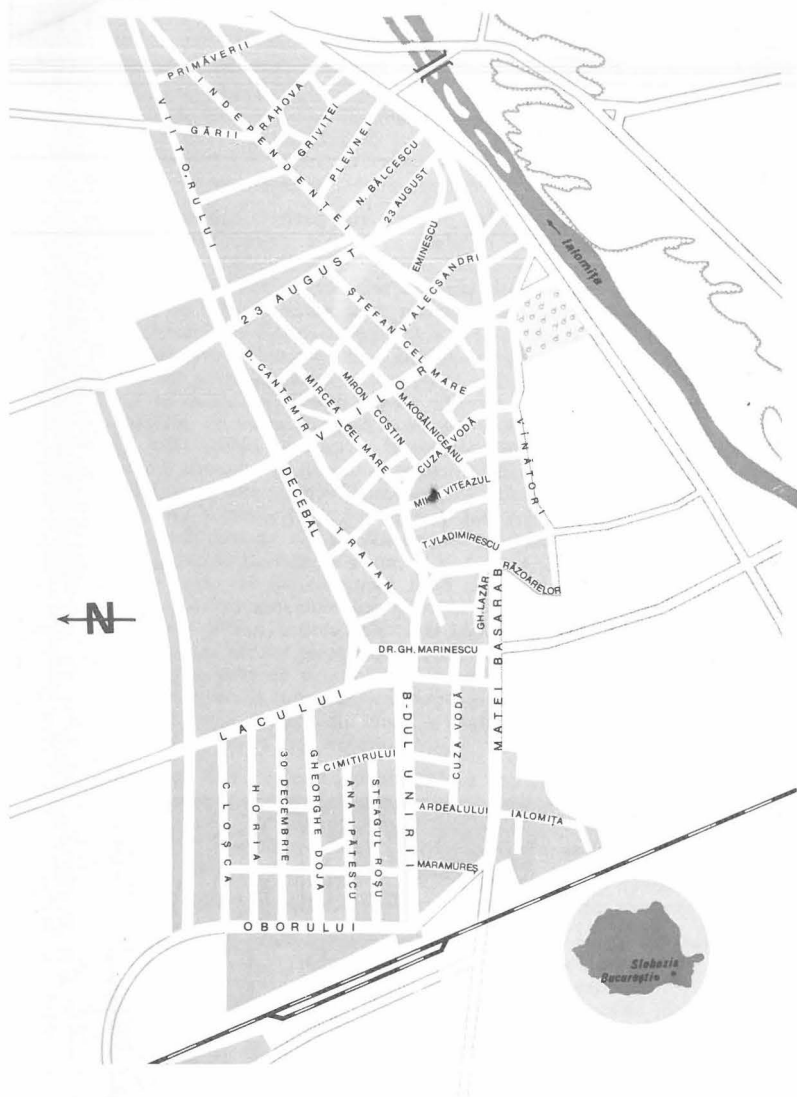 PRIMĂVERII
INDEPENDENȚEI
VIITORULUI
GĂRII
RAHOVA
GRIVIȚEI
PLEVNEI
N. BĂLCESCU
23 AUGUST
EMINESCU
Ialomița
23 AUGUST
V. ALECSANDRI
ȘTEFAN CEL MARE
D. CANTEMIR
MIRCEA CEL MARE
MIRON COSTIN
VIILOR
M.KOGĂLNICEANU
CUZA VODĂ
VÎNĂTORI
VITEAZUL
DECEBAL
TRAIAN
T. VLADIMIRESCU
RĂZOARELOR
GH. LAZĂR
MATEI BASARAB
N
DR. GH. MARINESCU
LACULUI
B-DUL UNIRII
CUZA VODĂ
CIMITIRULUI
CLOȘCA
HORIA
30 DECEMBRIE
GHEORGHE DOJA
ANA IPĂTESCU
STEAGUL ROȘU
ARDEALULUI
IALOMIȚA
MARAMUREȘ
OBORULUI
Slobozia
București